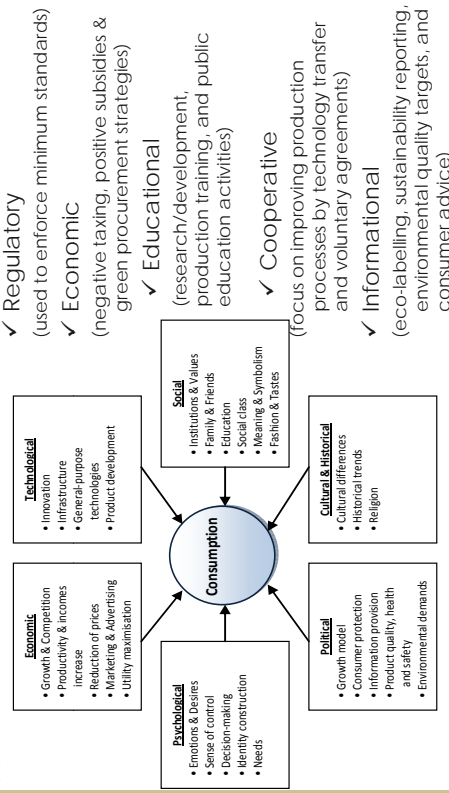 Economic
• Growth & Competition
• Productivity & incomes
increase
• Reduction of prices
• Marketing & Advertising
• Utility maximisation
Technological
• Innovation
• Infrastructure
• General-purpose
technologies
• Product development
Psychological
• Emotions & Desires
• Sense of control
• Decision-making
• Identity construction
• Needs
Consumption
Social
• Institutions & Values
• Family & Friends
• Education
• Social class
• Meaning & Symbolism
• Fashion & Tastes
Political
• Growth model
• Consumer protection
• Information provision
• Product quality, health
and safety
• Environmental demands
Cultural & Historical
• Cultural differences
• Historical trends
• Religion
✓ Regulatory
(used to enforce minimum standards)
✓ Economic
(negative taxing, positive subsidies &
green procurement strategies)
✓ Educational
(research/development,
production training, and public
education activities)
✓ Cooperative
(focus on improving production
processes by technology transfer
and voluntary agreements)
✓ Informational
(eco-labelling, sustainability reporting,
environmental quality targets, and
consumer advice)